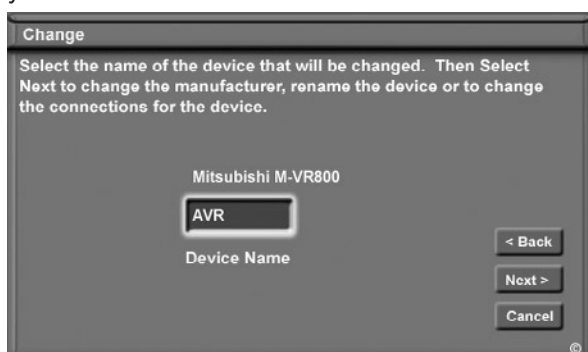 Change
Select the name of the device that will be changed. Then Select
Next to change the manufacturer, rename the device or to change
the connections for the device.
Mitsubishi M-VR800
AVR
Device Name
< Back
Next >
Cancel
©